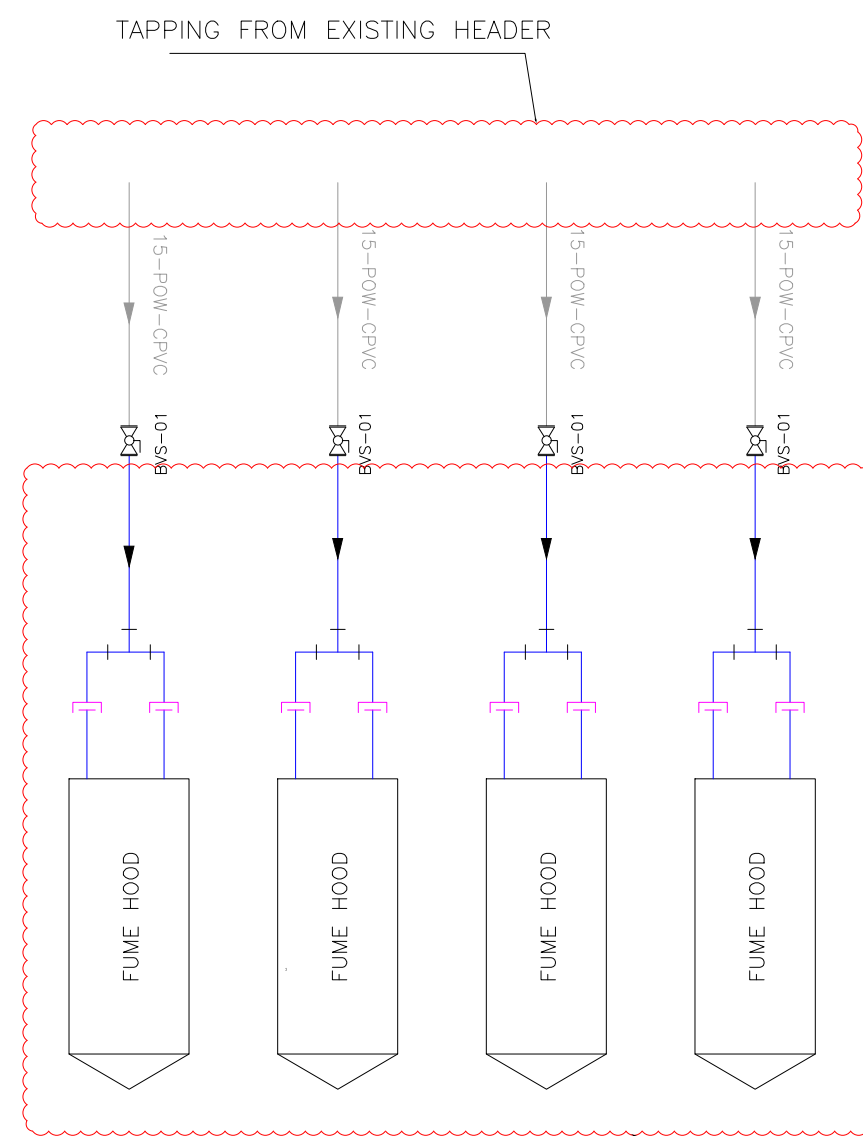 TAPPING FROM EXISTING HEADER
15-POW-CPVC
15-POW-CPVC
15-POW-CPVC
15-POW-CPVC
BVS-01
BVS-01
BVS-01
BVS-01
FUME HOOD
FUME HOOD
FUME HOOD
FUME HOOD